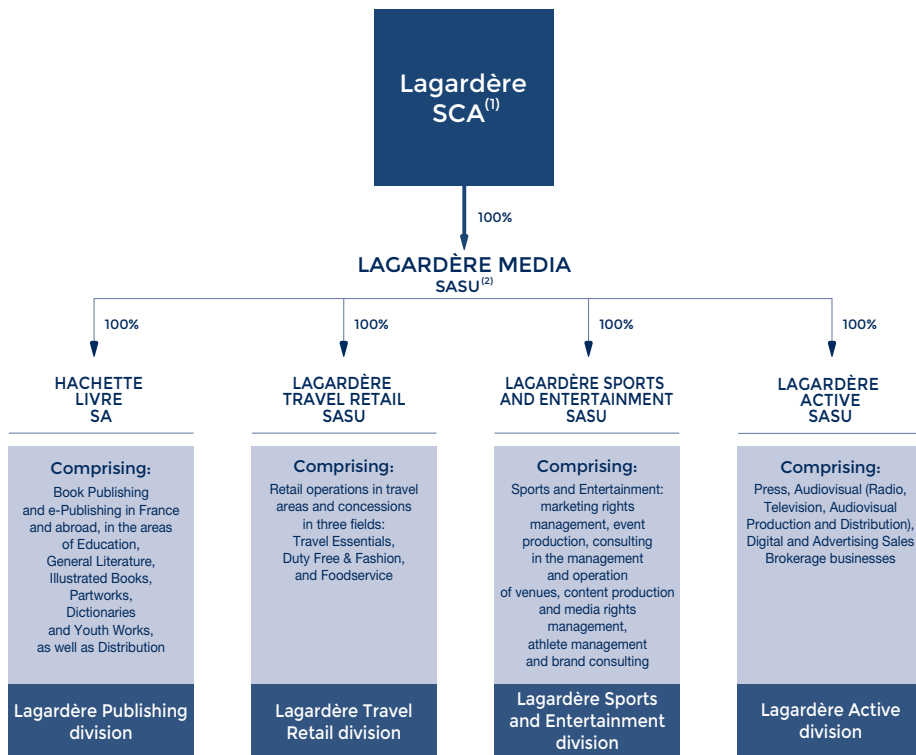 Lagardère
SCA(1)
100%
LAGARDÈRE MEDIA
SASU(2)
100%
100%
100%
100%
HACHETTE
LIVRE
SA
LAGARDÈRE
TRAVEL RETAIL
SASU
LAGARDÈRE SPORTS
AND ENTERTAINMENT
SASU
LAGARDÈRE
ACTIVE
SASU
Comprising:
Book Publishing
and e-Publishing in France
and abroad, in the areas
of Education,
General Literature,
Illustrated Books,
Partworks,
Dictionaries
and Youth Works,
as well as Distribution
Comprising:
Retail operations in travel
areas and concessions
in three fields:
Travel Essentials,
Duty Free & Fashion,
and Foodservice
Comprising:
Sports and Entertainment:
marketing rights
management, event
production, consulting
in the management
and operation
of venues, content production
and media rights
management,
athlete management
and brand consulting
Comprising:
Press, Audiovisual (Radio,
Television, Audiovisual
Production and Distribution),
Digital and Advertising Sales
Brokerage businesses
Lagardère Publishing
division
Lagardère Travel
Retail division
Lagardère Sports
and Entertainment
division
Lagardère Active
division